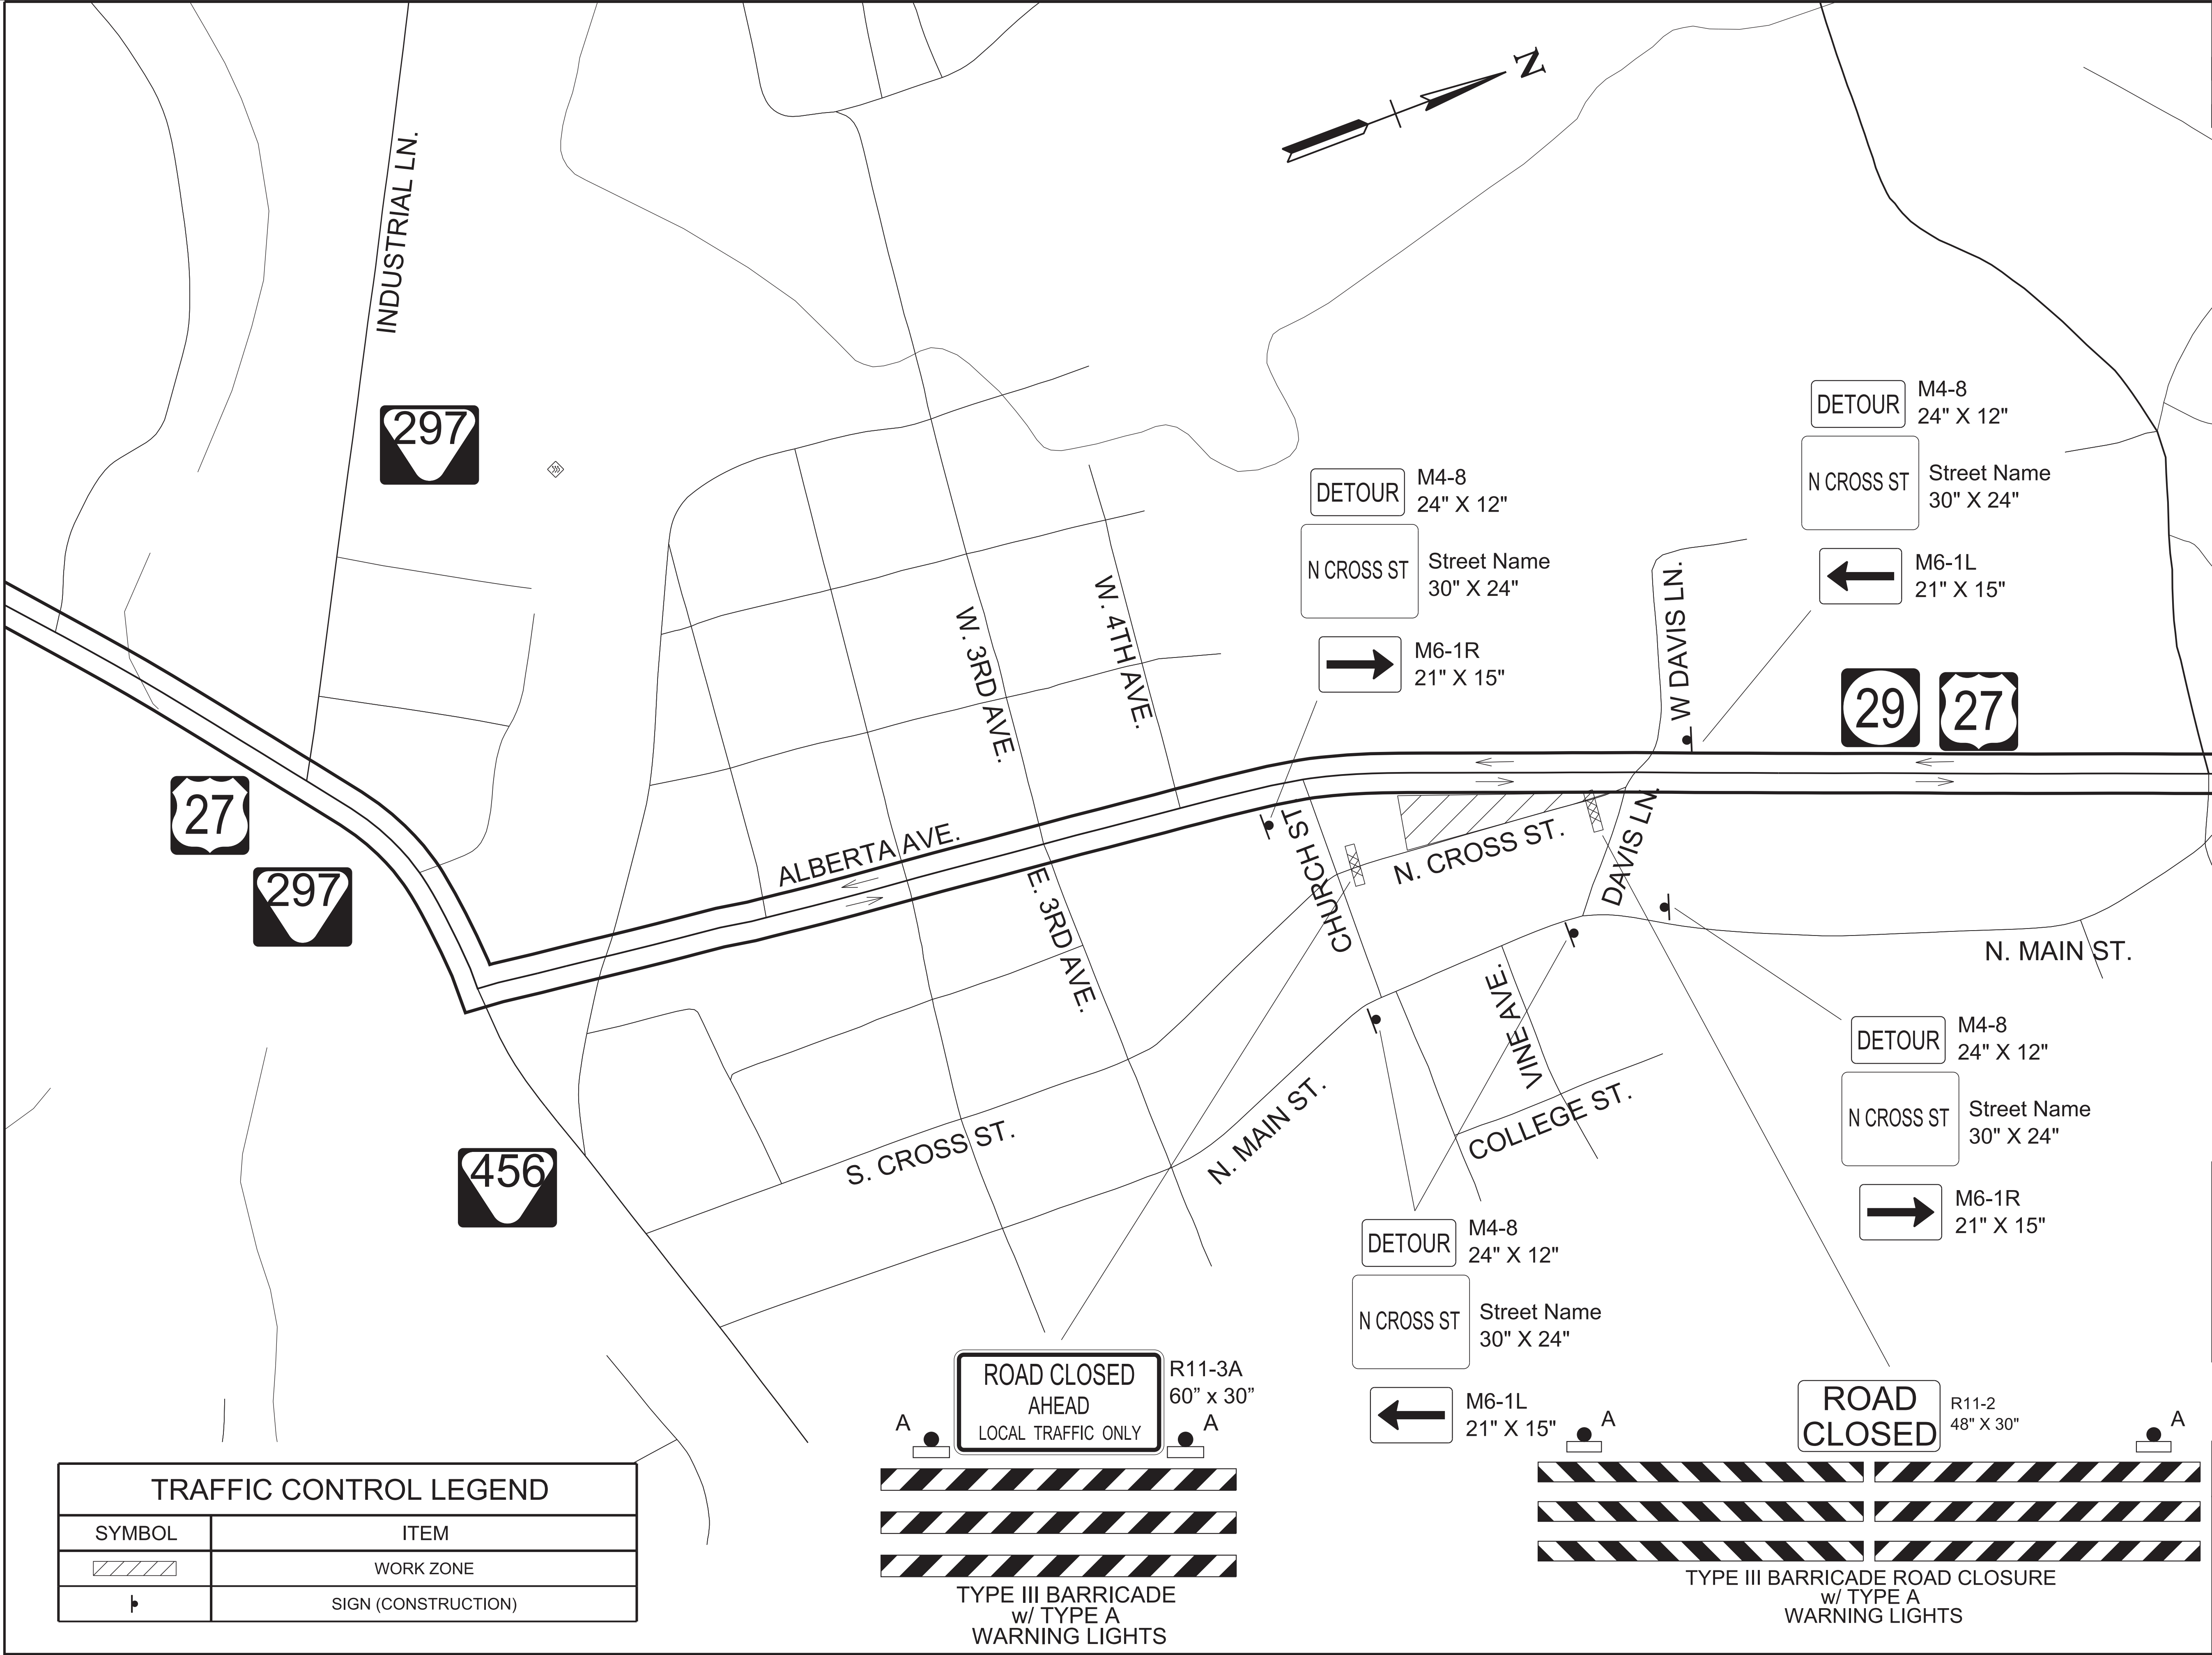 N
INDUSTRIAL LN.
297
DETOUR
M4-8
24" X 12"
N CROSS ST
Street Name
30" X 24"
M6-1L
21" X 15"
DETOUR
M4-8
24" X 12"
N CROSS ST
Street Name
30" X 24"
M6-1R
21" X 15"
W. 3RD AVE.
W. 4TH AVE.
W DAVIS LN.
29
27
27
297
ALBERTA AVE.
E. 3RD AVE.
CHURCH ST
N. CROSS ST.
DAVIS LN.
N. MAIN ST.
VINE AVE.
COLLEGE ST.
N. MAIN ST.
S. CROSS ST.
456
DETOUR
M4-8
24" X 12"
N CROSS ST
Street Name
30" X 24"
M6-1R
21" X 15"
DETOUR
M4-8
24" X 12"
N CROSS ST
Street Name
30" X 24"
M6-1L
21" X 15"
ROAD CLOSED
AHEAD
LOCAL TRAFFIC ONLY
R11-3A
60” x 30”
A
A
TYPE III BARRICADE
w/ TYPE A
WARNING LIGHTS
ROAD
CLOSED
R11-2
48" X 30"
A
A
TYPE III BARRICADE ROAD CLOSURE
w/ TYPE A
WARNING LIGHTS
TRAFFIC CONTROL LEGEND
SYMBOL ITEM
WORK ZONE
SIGN (CONSTRUCTION)